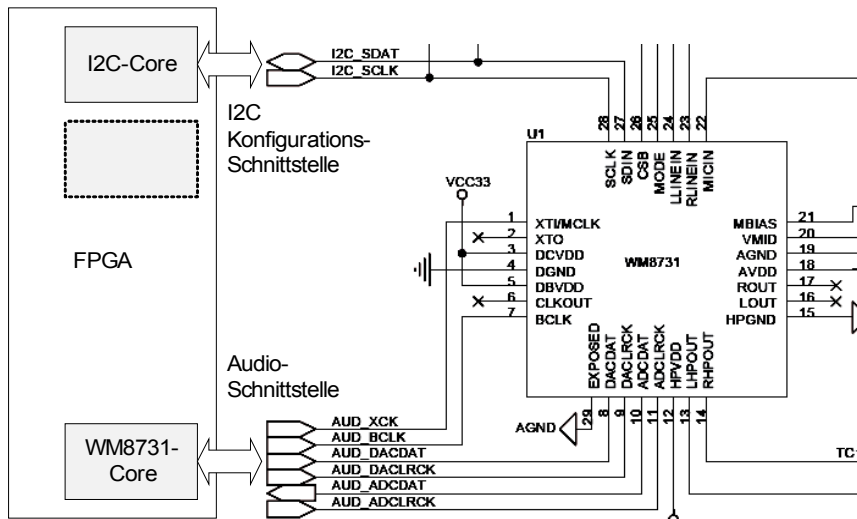 I2C-Core
I2C_SDAT
I2C_SCLK
I2C
Konfigurations-
Schnittstelle
FPGA
Audio-
Schnittstelle
WM8731-
Core
AUD_XCK
AUD_BCLK
AUD_DACDAT
AUD_DACLRCK
AUD_ADCDAT
AUD_ADCLRCK
VCC33
AGND
U1
WM8731
28 27 26 25 24 23 22
SCLK SDIN CSB MODE LLINEIN RLINEIN MICIN
1 XTI/MCLK
2 XTO
3 DCVDD
4 DGND
5 DBVDD
6 CLKOUT
7 BCLK
MBIAS 21
VMID 20
AGND 19
AVDD 18
ROUT 17
LOUT 16
HPGND 15
EXPOSED DACDAT DACLRCK ADCDAT ADCLRCK HPVDD LHPOUT RHPOUT
29 8 9 10 11 12 13 14